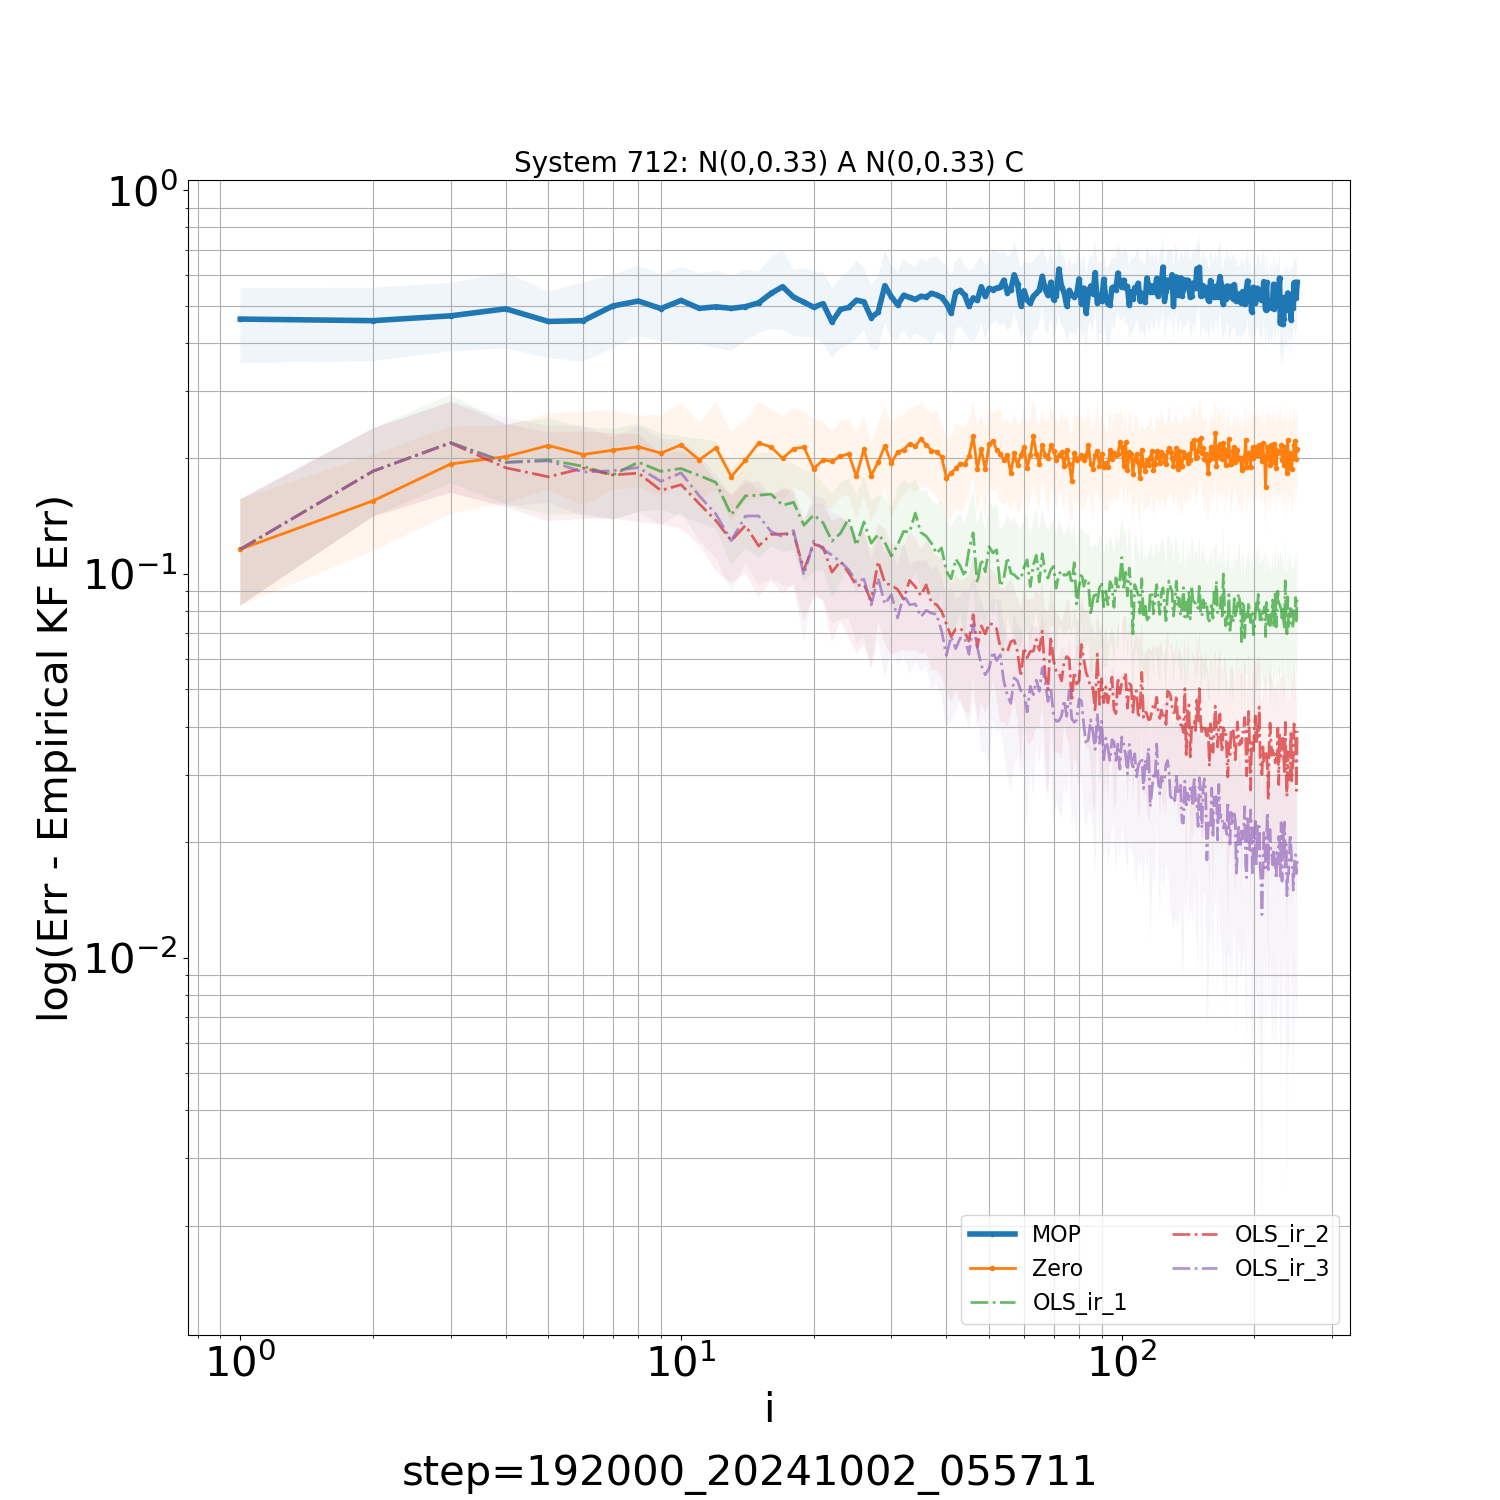 System 712: N(0,0.33) A N(0,0.33) C
log(Err - Empirical KF Err)
10⁰
10⁻¹
10⁻²
MOP
Zero
OLS_ir_1
OLS_ir_2
OLS_ir_3
10⁰ 10¹ 10²
i
step=192000_20241002_055711